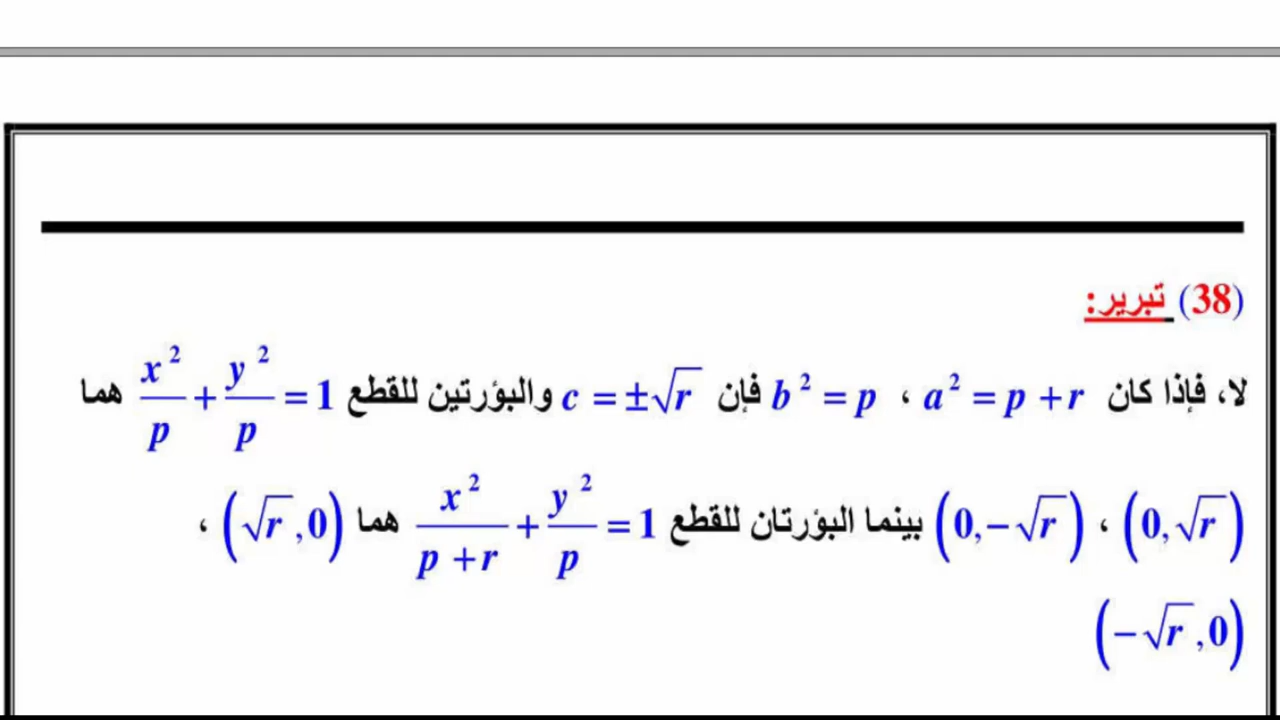 (38) تبرير:
لا، فإذا كان a² = p + r ، b² = p فإن c = ±√r والبؤرتين للقطع x²/p + y²/p = 1 هما
(0, √r) ، (0, −√r) بينما البؤرتان للقطع x²/(p + r) + y²/p = 1 هما (√r, 0) ،
(−√r, 0)